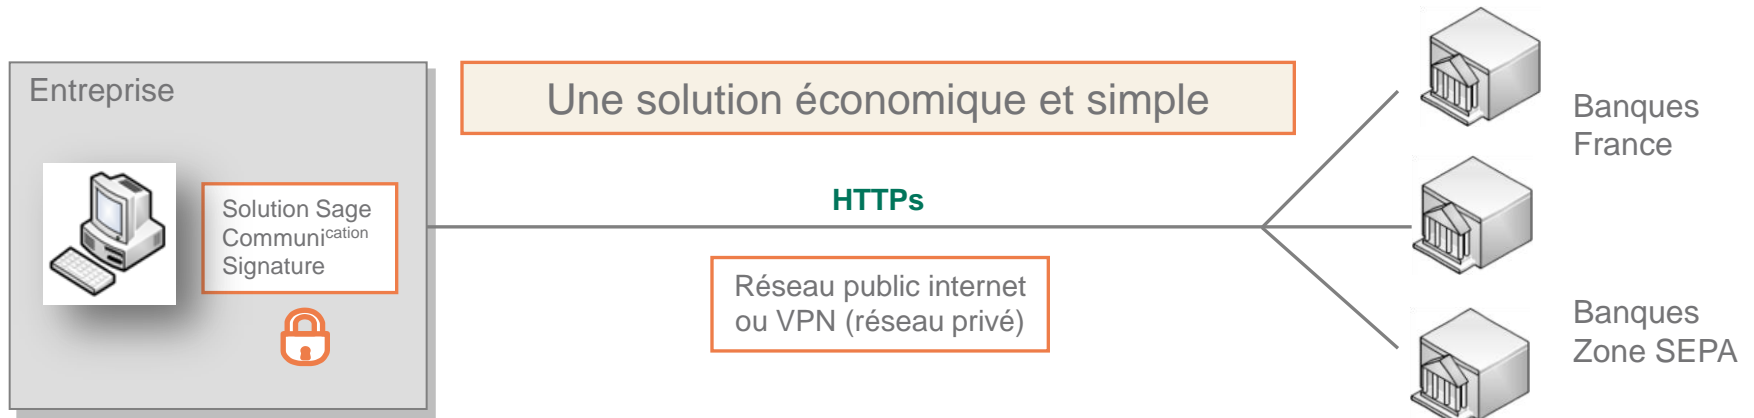 Entreprise
Une solution économique et simple
Banques
France
HTTPs
Solution Sage
Communication
Signature
Réseau public internet
ou VPN (réseau privé)
Banques
Zone SEPA